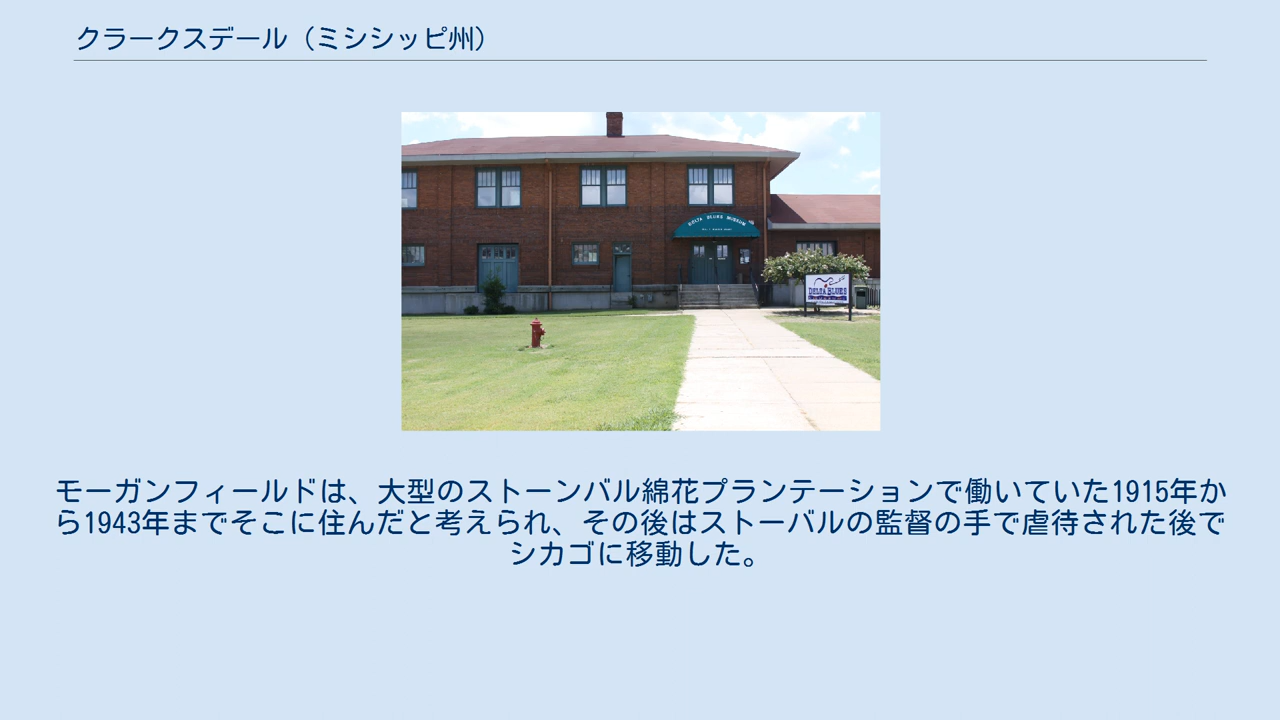 クラークスデール（ミシシッピ州）
DELTA BLUES MUSEUM
DELTA BLUES
モーガンフィールドは、大型のストーンバル綿花プランテーションで働いていた1915年か
ら1943年までそこに住んだと考えられ、その後はストーバルの監督の手で虐待された後で
シカゴに移動した。